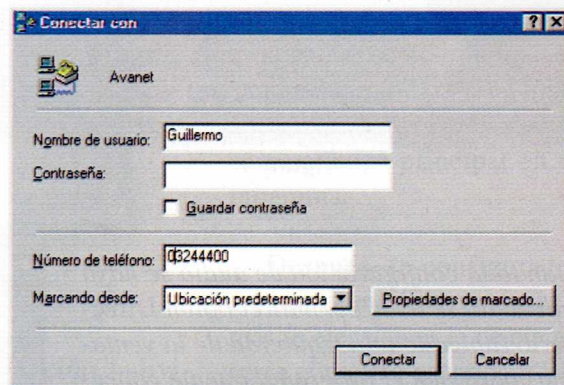 Conectar con
Avanet
Nombre de usuario: Guillermo
Contraseña:
Guardar contraseña
Número de teléfono: 03244400
Marcando desde: Ubicación predeterminada Propiedades de marcado...
Conectar Cancelar